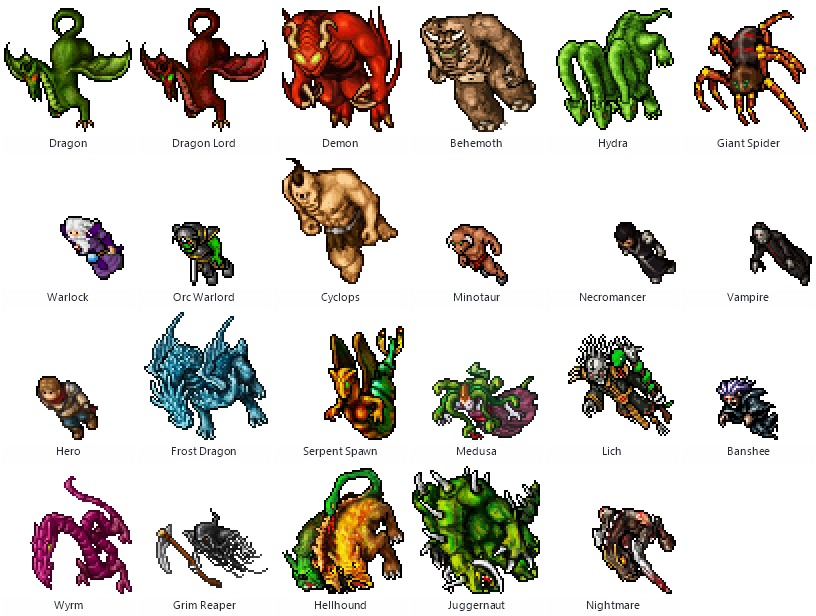 Dragon
Dragon Lord
Demon
Behemoth
Hydra
Giant Spider
Warlock
Orc Warlord
Cyclops
Minotaur
Necromancer
Vampire
Hero
Frost Dragon
Serpent Spawn
Medusa
Lich
Banshee
Wyrm
Grim Reaper
Hellhound
Juggernaut
Nightmare